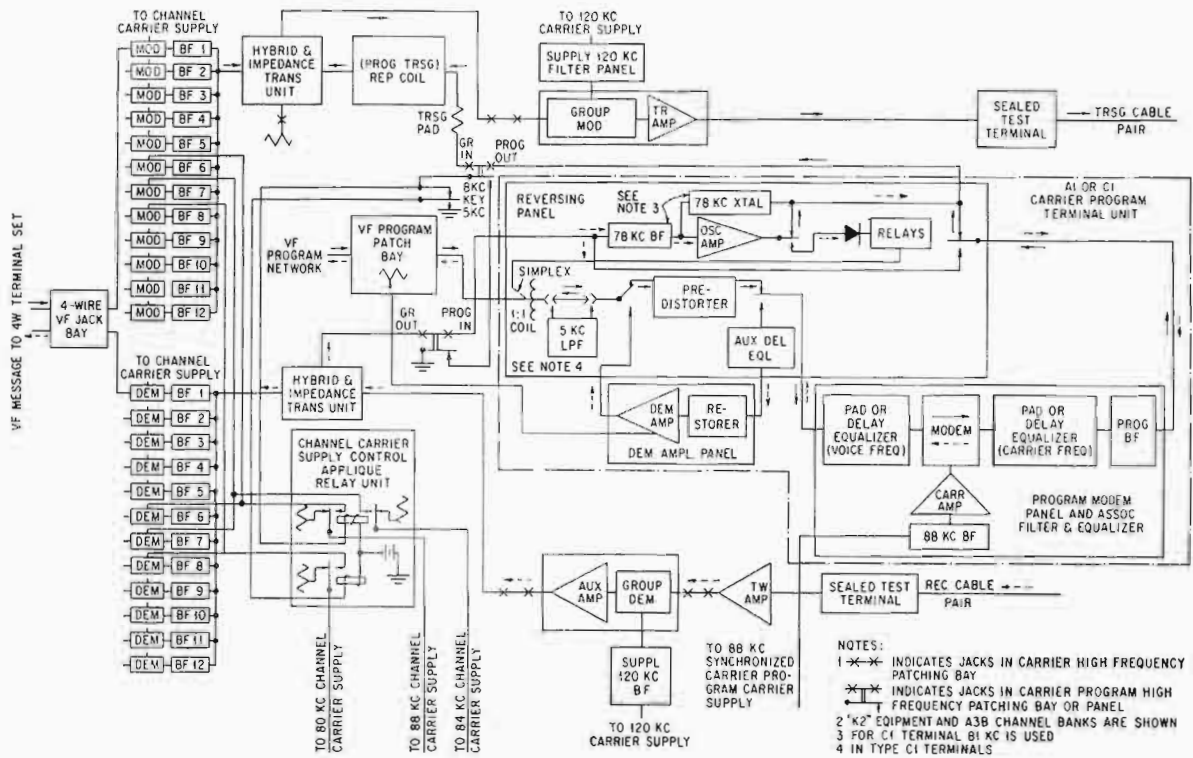 TO CHANNEL
CARRIER SUPPLY
MOD BF 1
MOD BF 2
MOD BF 3
MOD BF 4
MOD BF 5
MOD BF 6
MOD BF 7
MOD BF 8
MOD BF 9
MOD BF 10
MOD BF 11
MOD BF 12
VF MESSAGE TO 4W TERMINAL SET
4-WIRE
VF JACK
BAY
TO CHANNEL
CARRIER SUPPLY
DEM BF 1
DEM BF 2
DEM BF 3
DEM BF 4
DEM BF 5
DEM BF 6
DEM BF 7
DEM BF 8
DEM BF 9
DEM BF 10
DEM BF 11
DEM BF 12
HYBRID &
IMPEDANCE
TRANS
UNIT
(PROG TRSG)
REP COIL
TRSG
PAD
GR
IN
PROG
OUT
8KC
KEY
5KC
TO 120 KC
CARRIER SUPPLY
SUPPLY 120 KC
FILTER PANEL
GROUP
MOD
TR
AMP
SEALED
TEST
TERMINAL
TRSG CABLE
PAIR
A1 OR C1
CARRIER PROGRAM
TERMINAL UNIT
REVERSING
PANEL
SEE
NOTE 3
78 KC XTAL
78 KC BF
OSC
AMP
RELAYS
VF
PROGRAM
NETWORK
VF PROGRAM
PATCH
BAY
SIMPLEX
1:1
COIL
5 KC
LPF
PRE-
DISTORTER
AUX DEL
EQL
SEE NOTE 4
GR
OUT
PROG
IN
HYBRID &
IMPEDANCE
TRANS UNIT
DEM
AMP
RE-
STORER
DEM AMPL. PANEL
PAD OR
DELAY
EQUALIZER
(VOICE FREQ)
MODEM
PAD OR
DELAY
EQUALIZER
(CARRIER FREQ)
PROG
BF
CARR
AMP
88 KC BF
PROGRAM MODEM
PANEL AND ASSOC
FILTER & EQUALIZER
CHANNEL CARRIER
SUPPLY CONTROL
APPLIQUE
RELAY UNIT
TO 80 KC CHANNEL
CARRIER SUPPLY
TO 88 KC CHANNEL
CARRIER SUPPLY
TO 84 KC CHANNEL
CARRIER SUPPLY
AUX
AMP
GROUP
DEM
SUPPL
120 KC
BF
TO 120 KC
CARRIER SUPPLY
TW
AMP
SEALED TEST
TERMINAL
REC CABLE
PAIR
TO 88 KC
SYNCHRONIZED
CARRIER PRO-
GRAM CARRIER
SUPPLY
NOTES:
1 INDICATES JACKS IN CARRIER HIGH FREQUENCY
PATCHING BAY
INDICATES JACKS IN CARRIER PROGRAM HIGH
FREQUENCY PATCHING BAY OR PANEL
2 "K2" EQIPMENT AND A3B CHANNEL BANKS ARE SHOWN
3 FOR C1 TERMINAL 81 KC IS USED
4 IN TYPE C1 TERMINALS